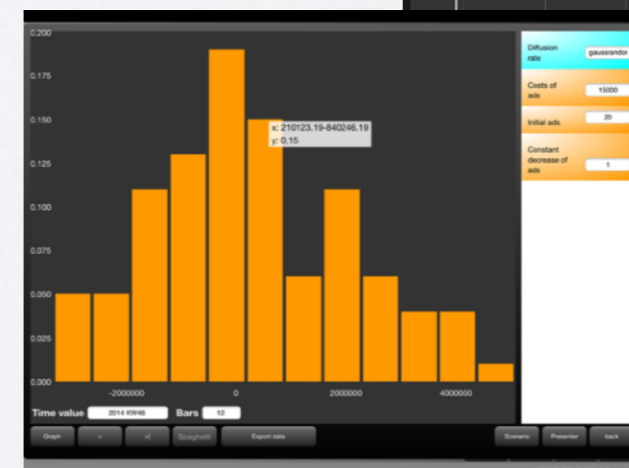 0.200
0.175
0.150
0.125
0.100
0.075
0.050
0.025
0.000
x: 210123.19-840246.19
y: 0.15
-2000000 0 2000000 4000000
Time value 2014 KW46 Bars 12
Graph Spaghetti Export data Scenario Presenter back
Diffusion
rate
gaussrandor
Costs of
ads
15000
Initial ads
20
Constant
decrease of
ads
1